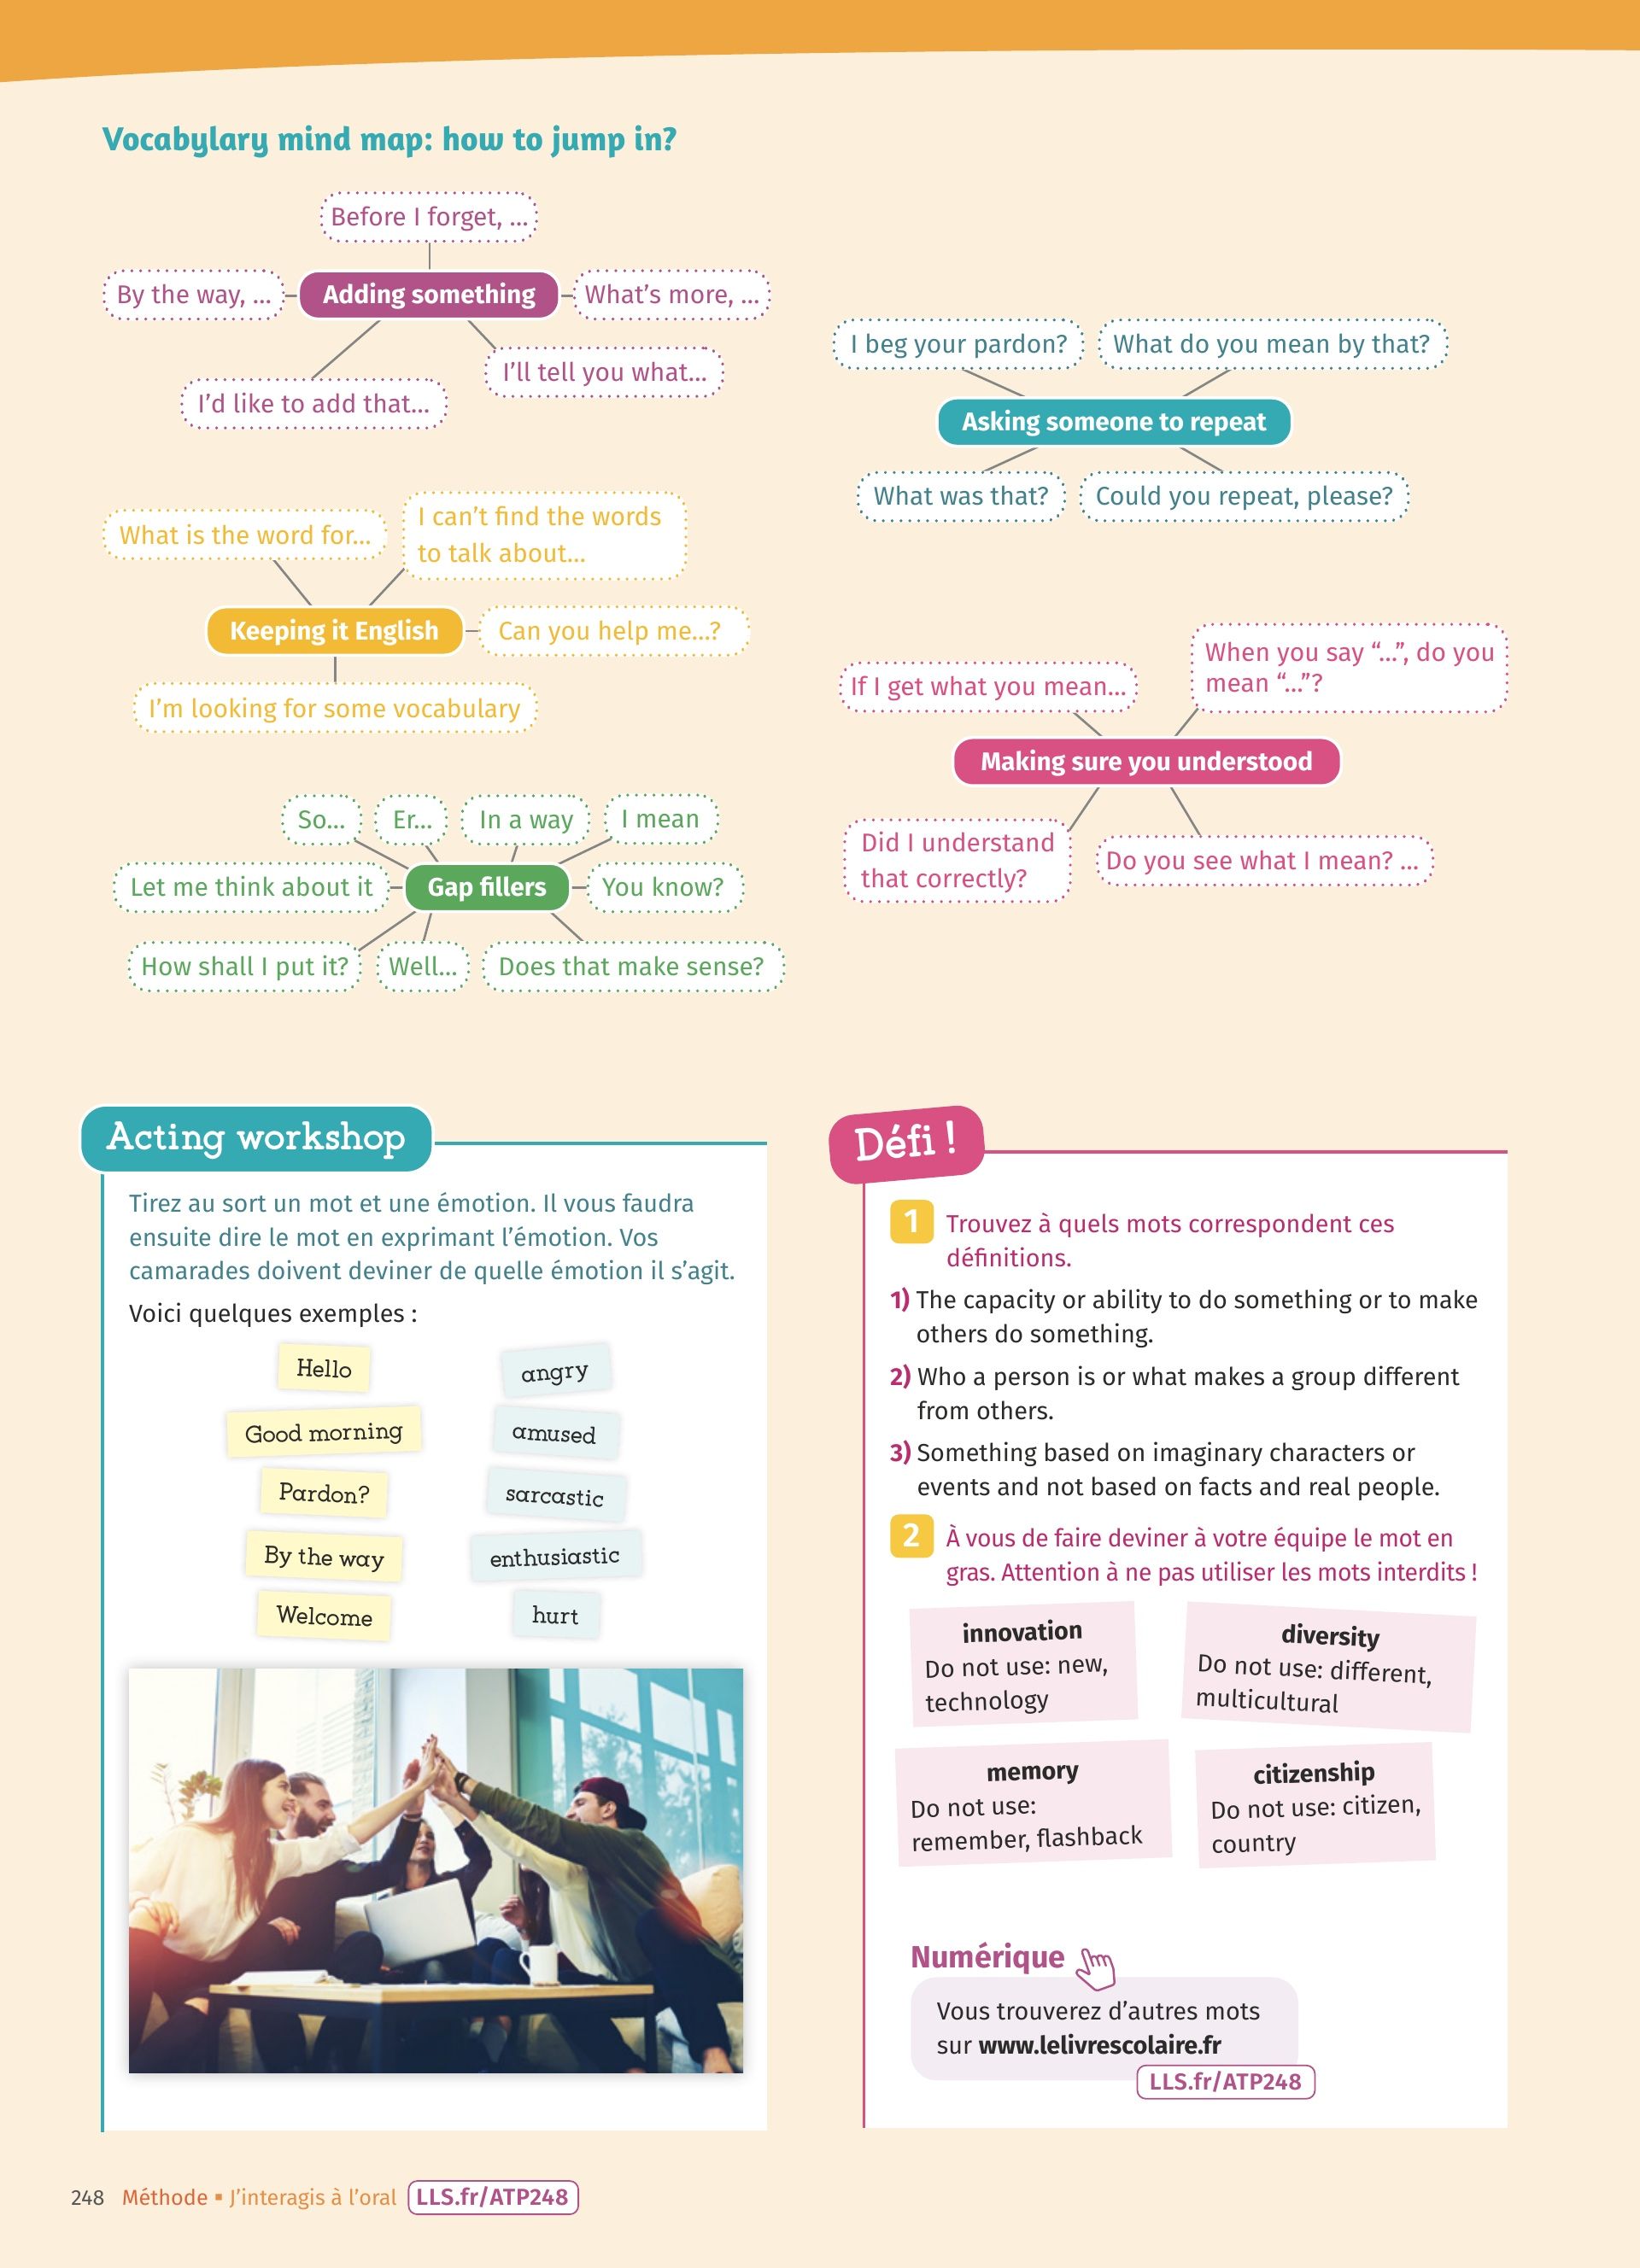 Vocabylary mind map: how to jump in?
Before I forget, ...
By the way, ...
Adding something
What's more, ...
I'd like to add that...
I'll tell you what...
What is the word for...
I can't find the words
to talk about...
Keeping it English
Can you help me...?
I'm looking for some vocabulary
So...
Er...
In a way
I mean
Let me think about it
Gap fillers
You know?
How shall I put it?
Well...
Does that make sense?
I beg your pardon?
What do you mean by that?
Asking someone to repeat
What was that?
Could you repeat, please?
If I get what you mean...
When you say “...”, do you
mean “...”?
Making sure you understood
Did I understand
that correctly?
Do you see what I mean? ...
Acting workshop
Tirez au sort un mot et une émotion. Il vous faudra
ensuite dire le mot en exprimant l'émotion. Vos
camarades doivent deviner de quelle émotion il s'agit.
Voici quelques exemples :
Hello
angry
Good morning
amused
Pardon?
sarcastic
By the way
enthusiastic
Welcome
hurt
Défi !
1 Trouvez à quels mots correspondent ces
définitions.
1) The capacity or ability to do something or to make
others do something.
2) Who a person is or what makes a group different
from others.
3) Something based on imaginary characters or
events and not based on facts and real people.
2 À vous de faire deviner à votre équipe le mot en
gras. Attention à ne pas utiliser les mots interdits !
innovation
Do not use: new,
technology
diversity
Do not use: different,
multicultural
memory
Do not use:
remember, flashback
citizenship
Do not use: citizen,
country
Numérique
Vous trouverez d'autres mots
sur www.lelivrescolaire.fr
LLS.fr/ATP248
248 Méthode ▪ J'interagis à l'oral LLS.fr/ATP248